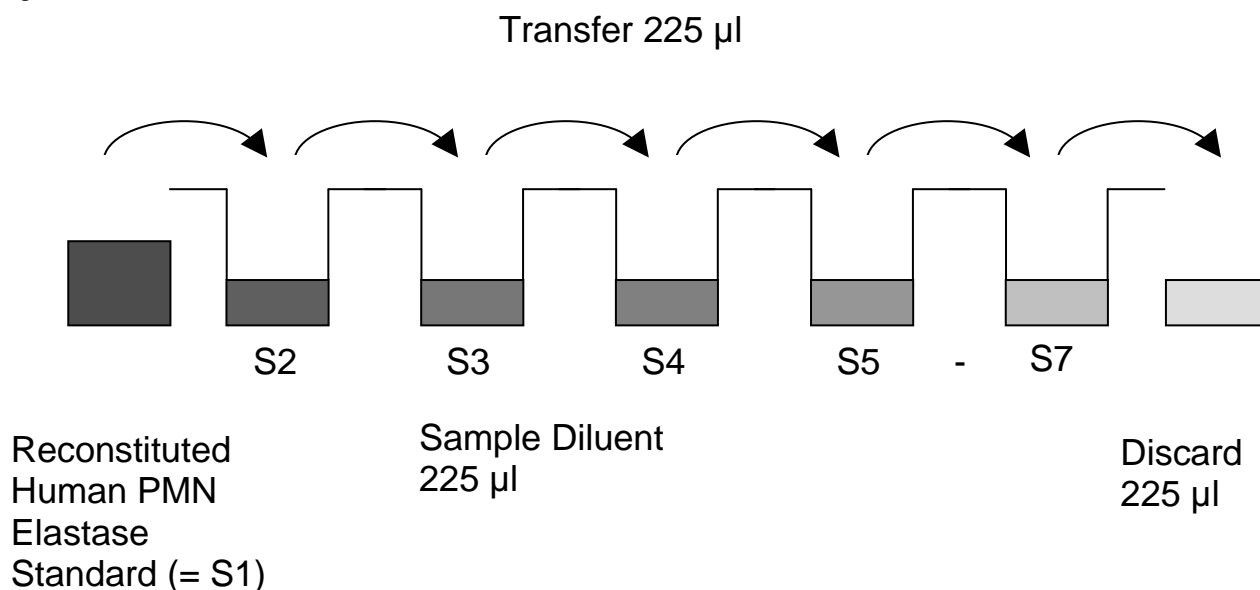 Transfer 225 µl
S2 S3 S4 S5 - S7
Reconstituted
Human PMN
Elastase
Standard (= S1)
Sample Diluent
225 µl
Discard
225 µl